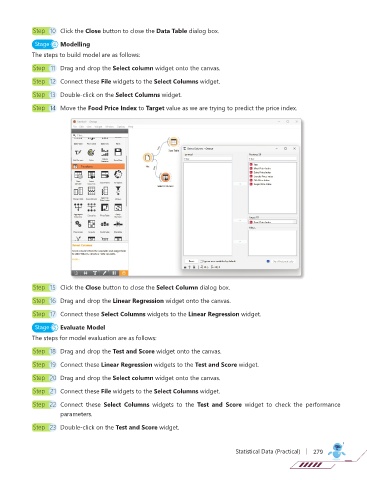 Step 10 Click the Close button to close the Data Table dialog box.
Stage Modelling
The steps to build model are as follows:
Step 11 Drag and drop the Select column widget onto the canvas.
Step 12 Connect these File widgets to the Select Columns widget.
Step 13 Double-click on the Select Columns widget.
Step 14 Move the Food Price Index to Target value as we are trying to predict the price index.
Step 15 Click the Close button to close the Select Column dialog box.
Step 16 Drag and drop the Linear Regression widget onto the canvas.
Step 17 Connect these Select Columns widgets to the Linear Regression widget.
Stage Evaluate Model
The steps for model evaluation are as follows:
Step 18 Drag and drop the Test and Score widget onto the canvas.
Step 19 Connect these Linear Regression widgets to the Test and Score widget.
Step 20 Drag and drop the Select column widget onto the canvas.
Step 21 Connect these File widgets to the Select Columns widget.
Step 22 Connect these Select Columns widgets to the Test and Score widget to check the performance
parameters.
Step 23 Double-click on the Test and Score widget.
Statistical Data (Practical) | 279